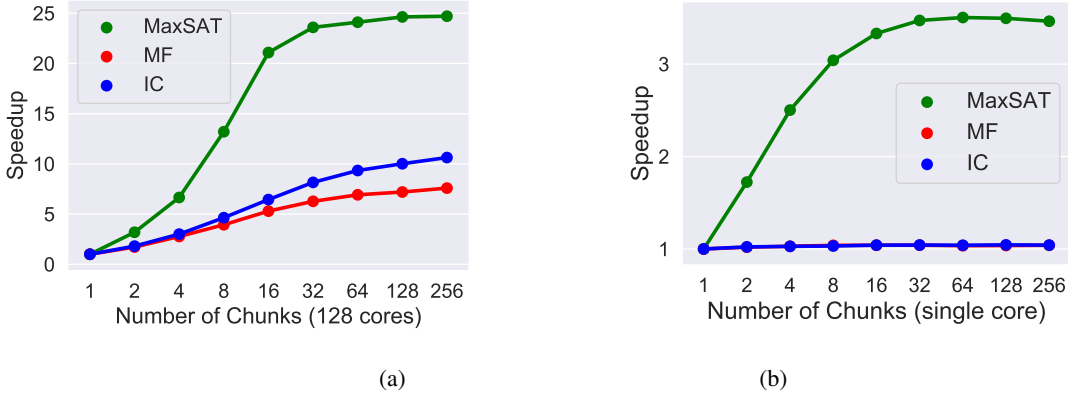 25
20
15
10
5
0
Speedup
MaxSAT
MF
IC
1 2 4 8 16 32 64 128 256
Number of Chunks (128 cores)
(a)
3
2
1
Speedup
MaxSAT
MF
IC
1 2 4 8 16 32 64 128 256
Number of Chunks (single core)
(b)